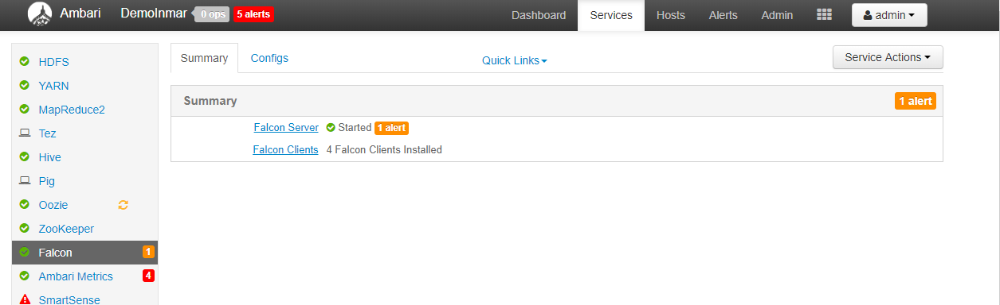 Ambari DemoInmar 0 ops 5 alerts Dashboard Services Hosts Alerts Admin admin
HDFS
YARN
MapReduce2
Tez
Hive
Pig
Oozie
ZooKeeper
Falcon 1
Ambari Metrics 4
SmartSense
Summary Configs Quick Links Service Actions
Summary 1 alert
Falcon Server Started 1 alert
Falcon Clients 4 Falcon Clients Installed